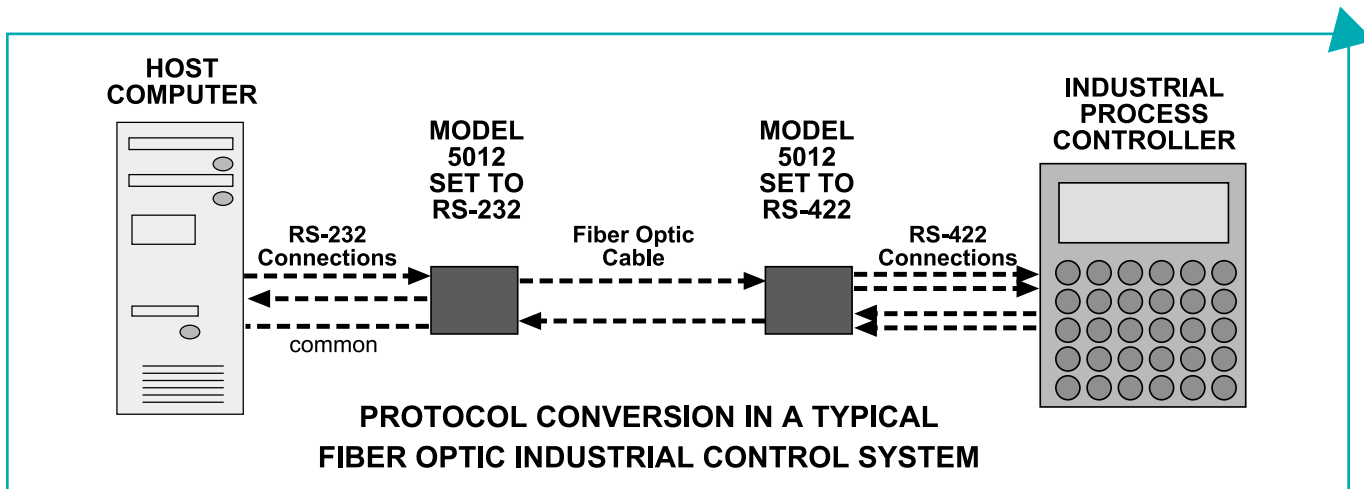 HOST
COMPUTER
MODEL
5012
SET TO
RS-232
MODEL
5012
SET TO
RS-422
INDUSTRIAL
PROCESS
CONTROLLER
RS-232
Connections
Fiber Optic
Cable
RS-422
Connections
common
PROTOCOL CONVERSION IN A TYPICAL
FIBER OPTIC INDUSTRIAL CONTROL SYSTEM